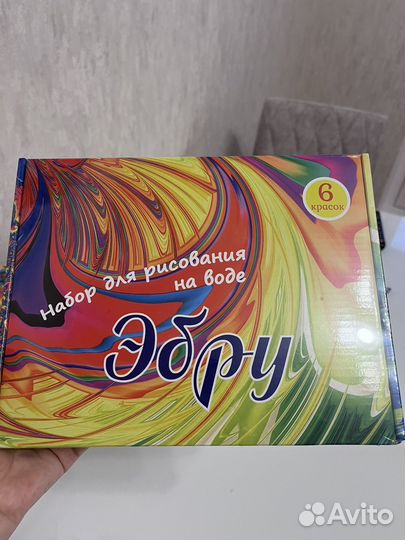 6
красок
Набор для рисования
на воде
Эбру
Avito